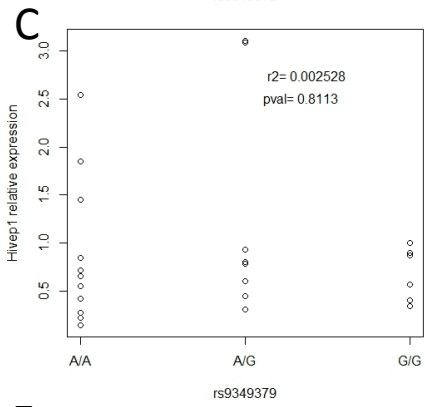 C
r2= 0.002528
pval= 0.8113
Hivep1 relative expression
3.0
2.5
2.0
1.5
1.0
0.5
A/A A/G G/G
rs9349379